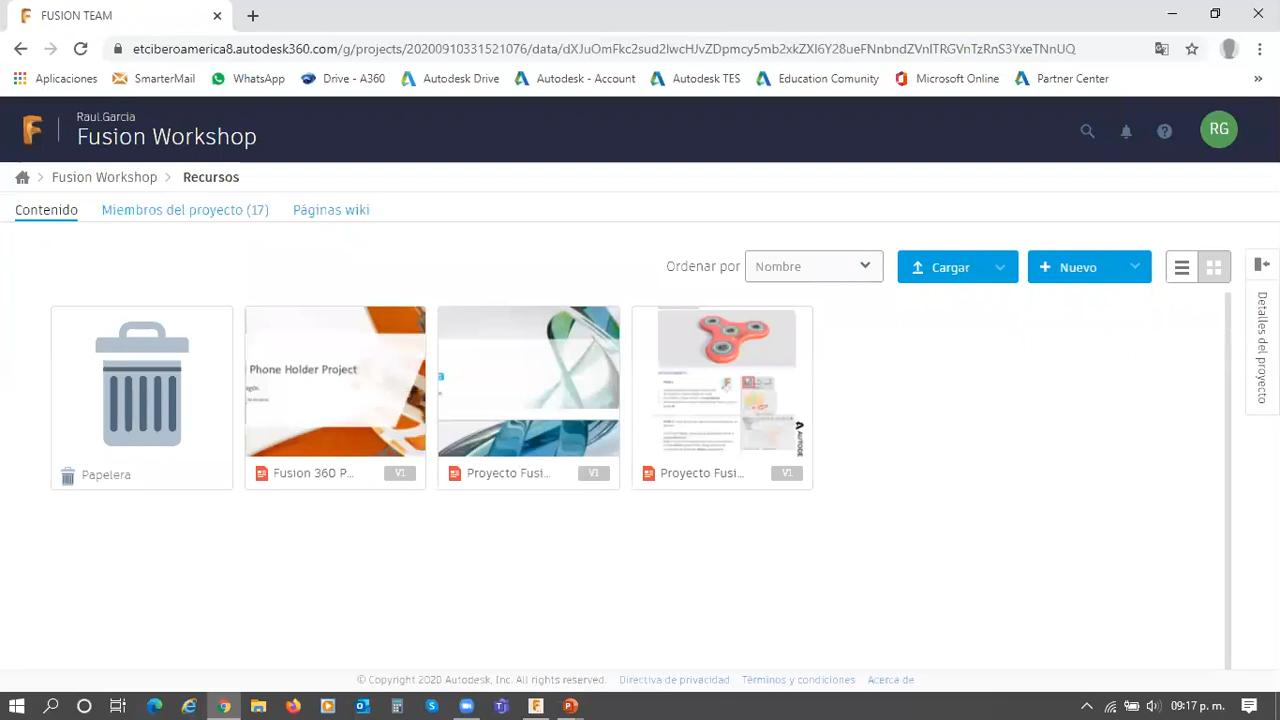 FUSION TEAM
etciberoamerica8.autodesk360.com/g/projects/20200910331521076/data/dXJuOmFkc2sud2lwcHJvZDpmcy5mb2xkZXI6Y28ueFNnbndZVnlTRGVnTzRnS3YxeTNnUQ
Aplicaciones SmarterMail WhatsApp Drive - A360 Autodesk Drive Autodesk - Account Autodesk TES Education Comunity Microsoft Online Partner Center »
Raul.Garcia
Fusion Workshop
RG
Fusion Workshop > Recursos
Contenido Miembros del proyecto (17) Páginas wiki
Ordenar por Nombre Cargar + Nuevo
Detalles del proyecto
Phone Holder Project
Papelera
Fusion 360 P... V1
Proyecto Fusi... V1
Proyecto Fusi... V1
© Copyright 2020 Autodesk, Inc. All rights reserved. Directiva de privacidad Términos y condiciones Acerca de
09:17 p. m.